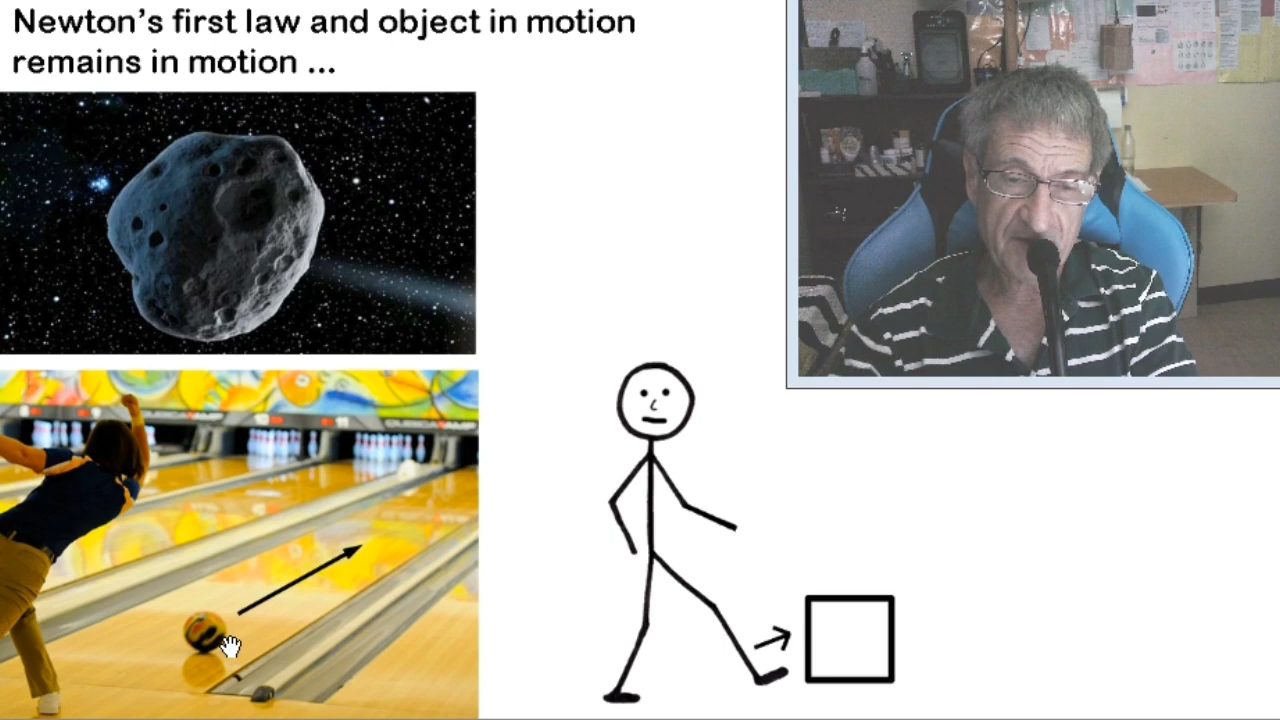 Newton's first law and object in motion
remains in motion ...